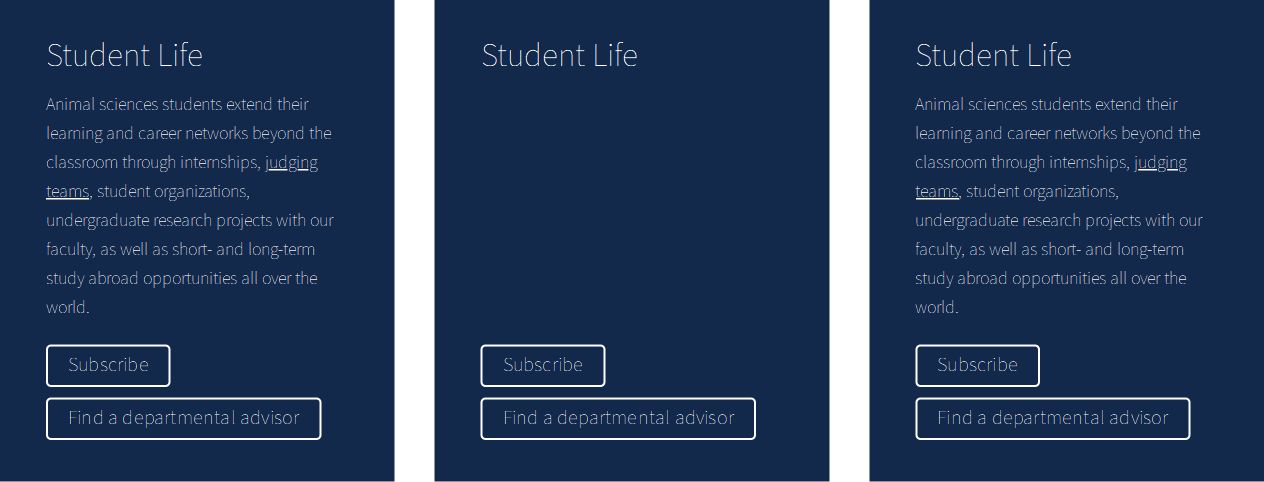 Student Life
Animal sciences students extend their
learning and career networks beyond the
classroom through internships, judging
teams, student organizations,
undergraduate research projects with our
faculty, as well as short- and long-term
study abroad opportunities all over the
world.
Subscribe
Find a departmental advisor
Student Life
Subscribe
Find a departmental advisor
Student Life
Animal sciences students extend their
learning and career networks beyond the
classroom through internships, judging
teams, student organizations,
undergraduate research projects with our
faculty, as well as short- and long-term
study abroad opportunities all over the
world.
Subscribe
Find a departmental advisor